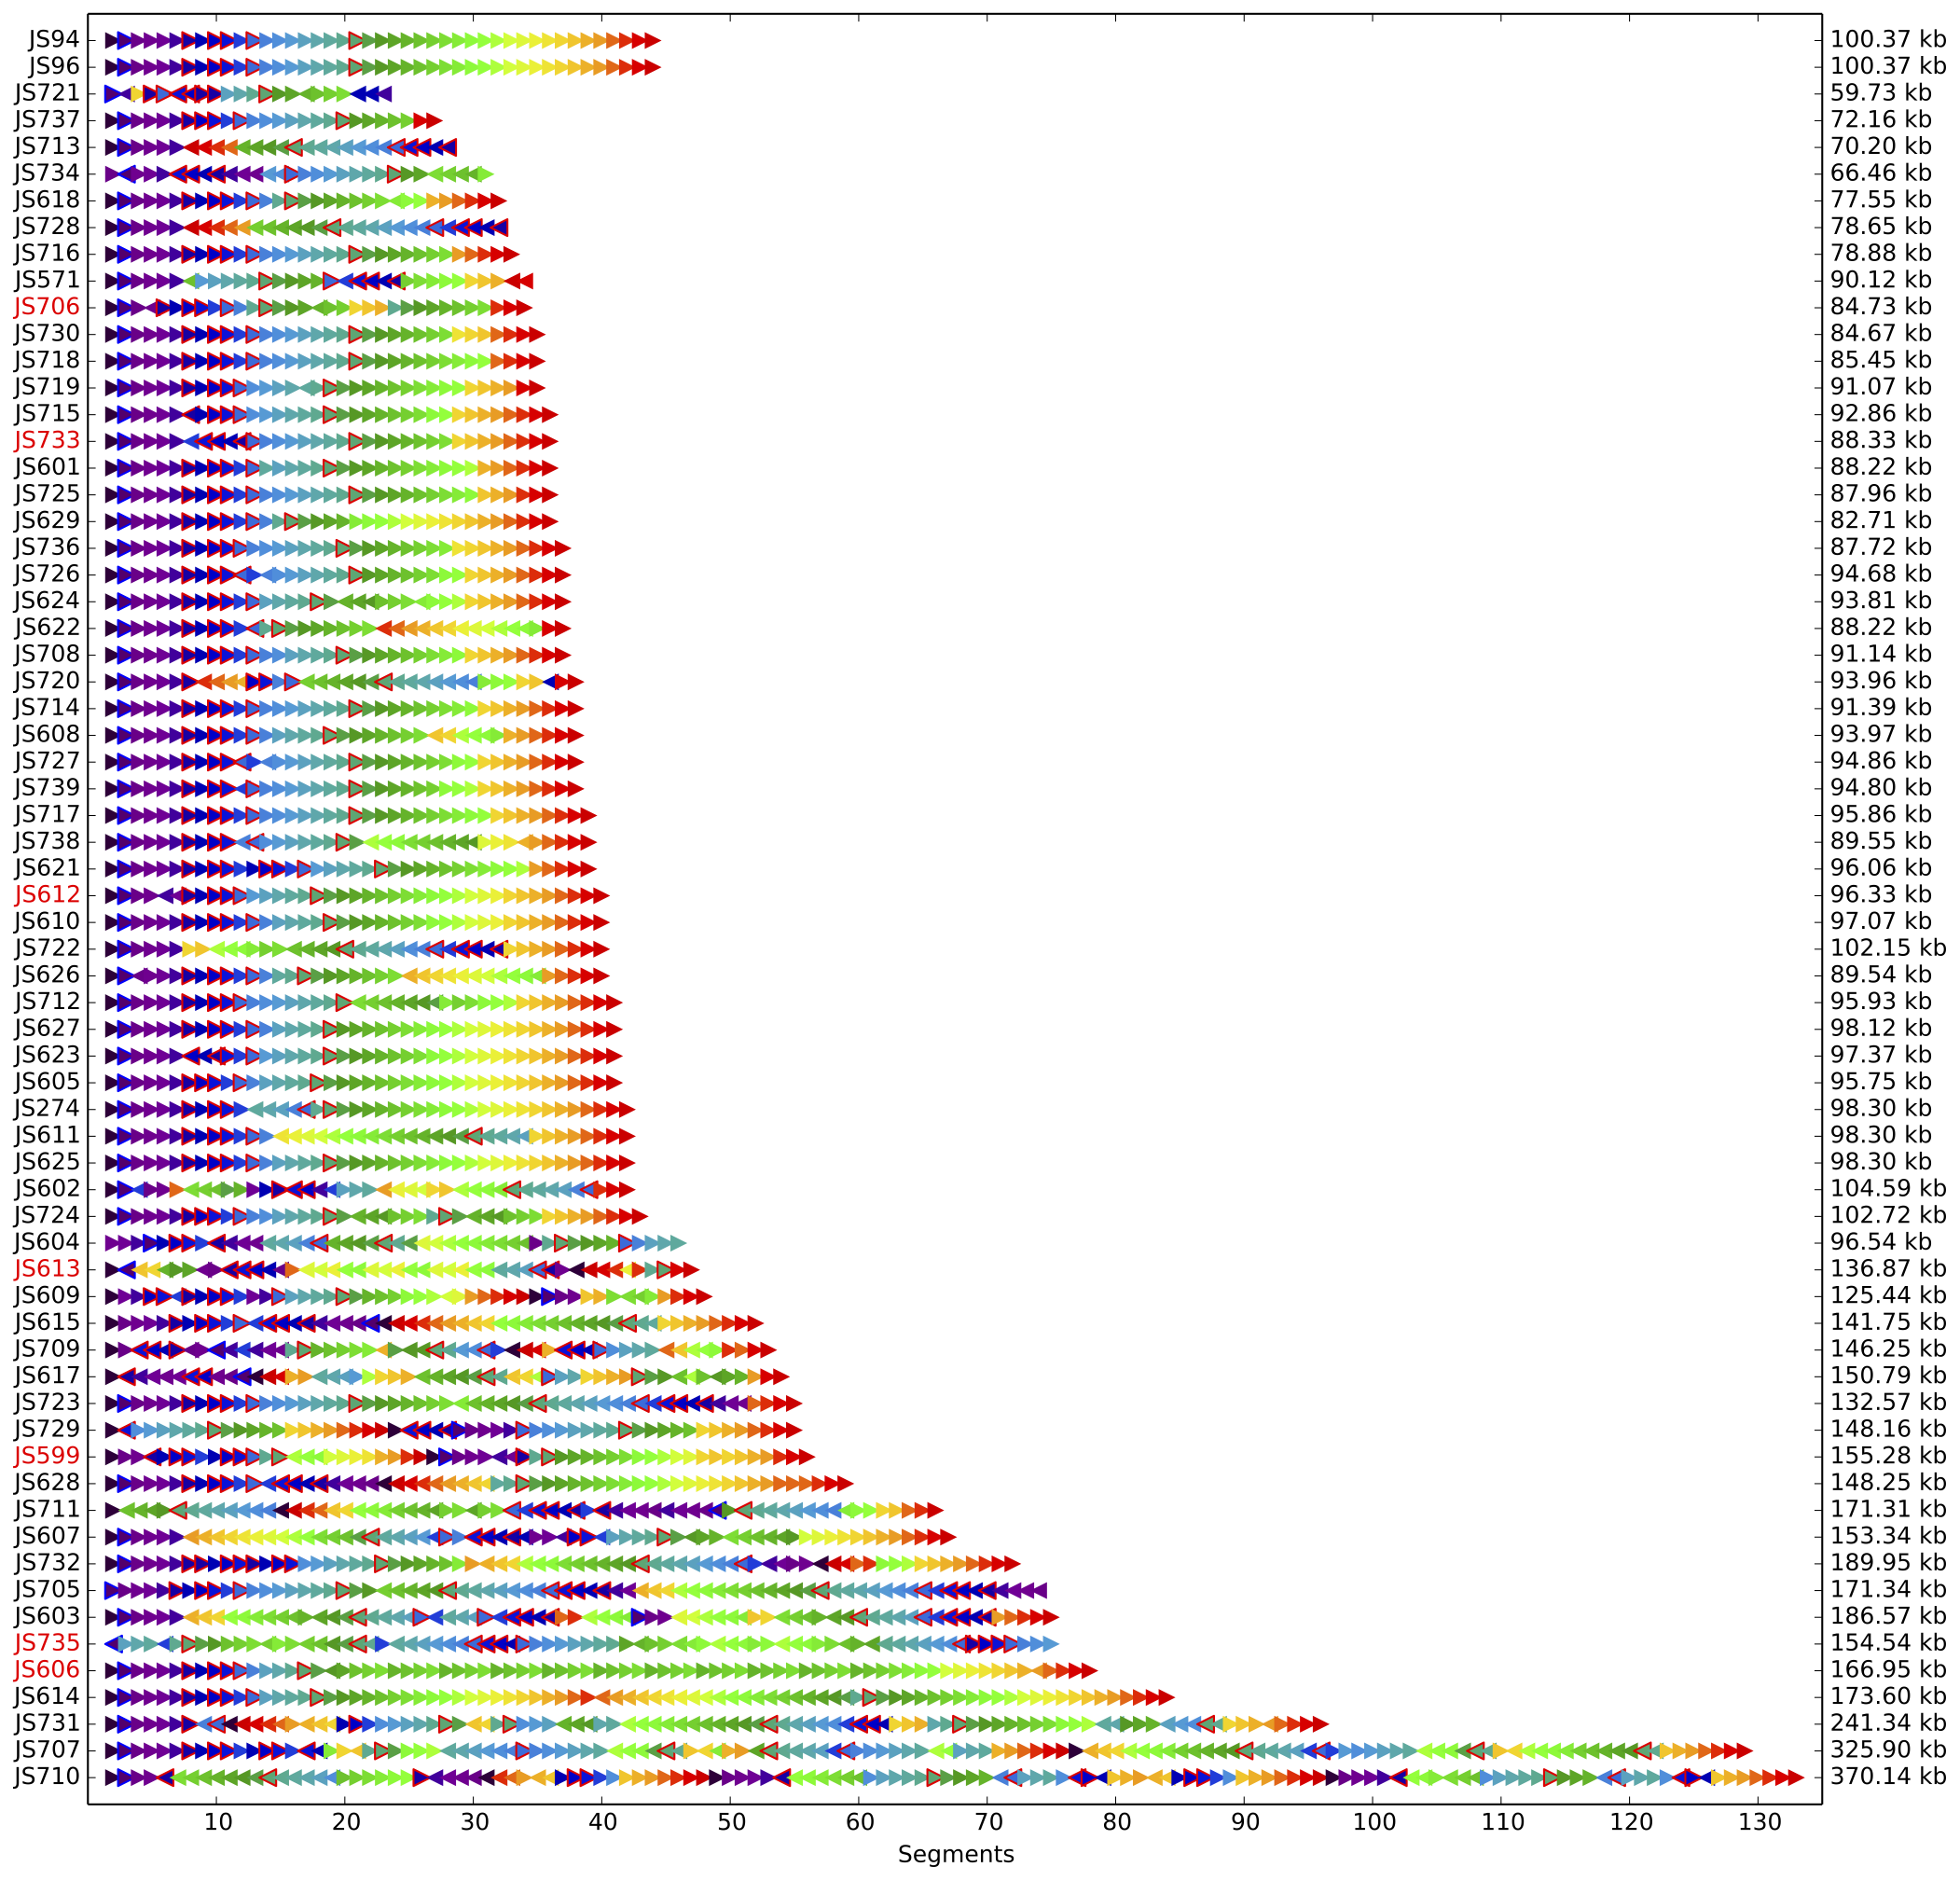 JS94 100.37 kb
JS96 100.37 kb
JS721 59.73 kb
JS737 72.16 kb
JS713 70.20 kb
JS734 66.46 kb
JS618 77.55 kb
JS728 78.65 kb
JS716 78.88 kb
JS571 90.12 kb
JS706 84.73 kb
JS730 84.67 kb
JS718 85.45 kb
JS719 91.07 kb
JS715 92.86 kb
JS733 88.33 kb
JS601 88.22 kb
JS725 87.96 kb
JS629 82.71 kb
JS736 87.72 kb
JS726 94.68 kb
JS624 93.81 kb
JS622 88.22 kb
JS708 91.14 kb
JS720 93.96 kb
JS714 91.39 kb
JS608 93.97 kb
JS727 94.86 kb
JS739 94.80 kb
JS717 95.86 kb
JS738 89.55 kb
JS621 96.06 kb
JS612 96.33 kb
JS610 97.07 kb
JS722 102.15 kb
JS626 89.54 kb
JS712 95.93 kb
JS627 98.12 kb
JS623 97.37 kb
JS605 95.75 kb
JS274 98.30 kb
JS611 98.30 kb
JS625 98.30 kb
JS602 104.59 kb
JS724 102.72 kb
JS604 96.54 kb
JS613 136.87 kb
JS609 125.44 kb
JS615 141.75 kb
JS709 146.25 kb
JS617 150.79 kb
JS723 132.57 kb
JS729 148.16 kb
JS599 155.28 kb
JS628 148.25 kb
JS711 171.31 kb
JS607 153.34 kb
JS732 189.95 kb
JS705 171.34 kb
JS603 186.57 kb
JS735 154.54 kb
JS606 166.95 kb
JS614 173.60 kb
JS731 241.34 kb
JS707 325.90 kb
JS710 370.14 kb
10 20 30 40 50 60 70 80 90 100 110 120 130
Segments